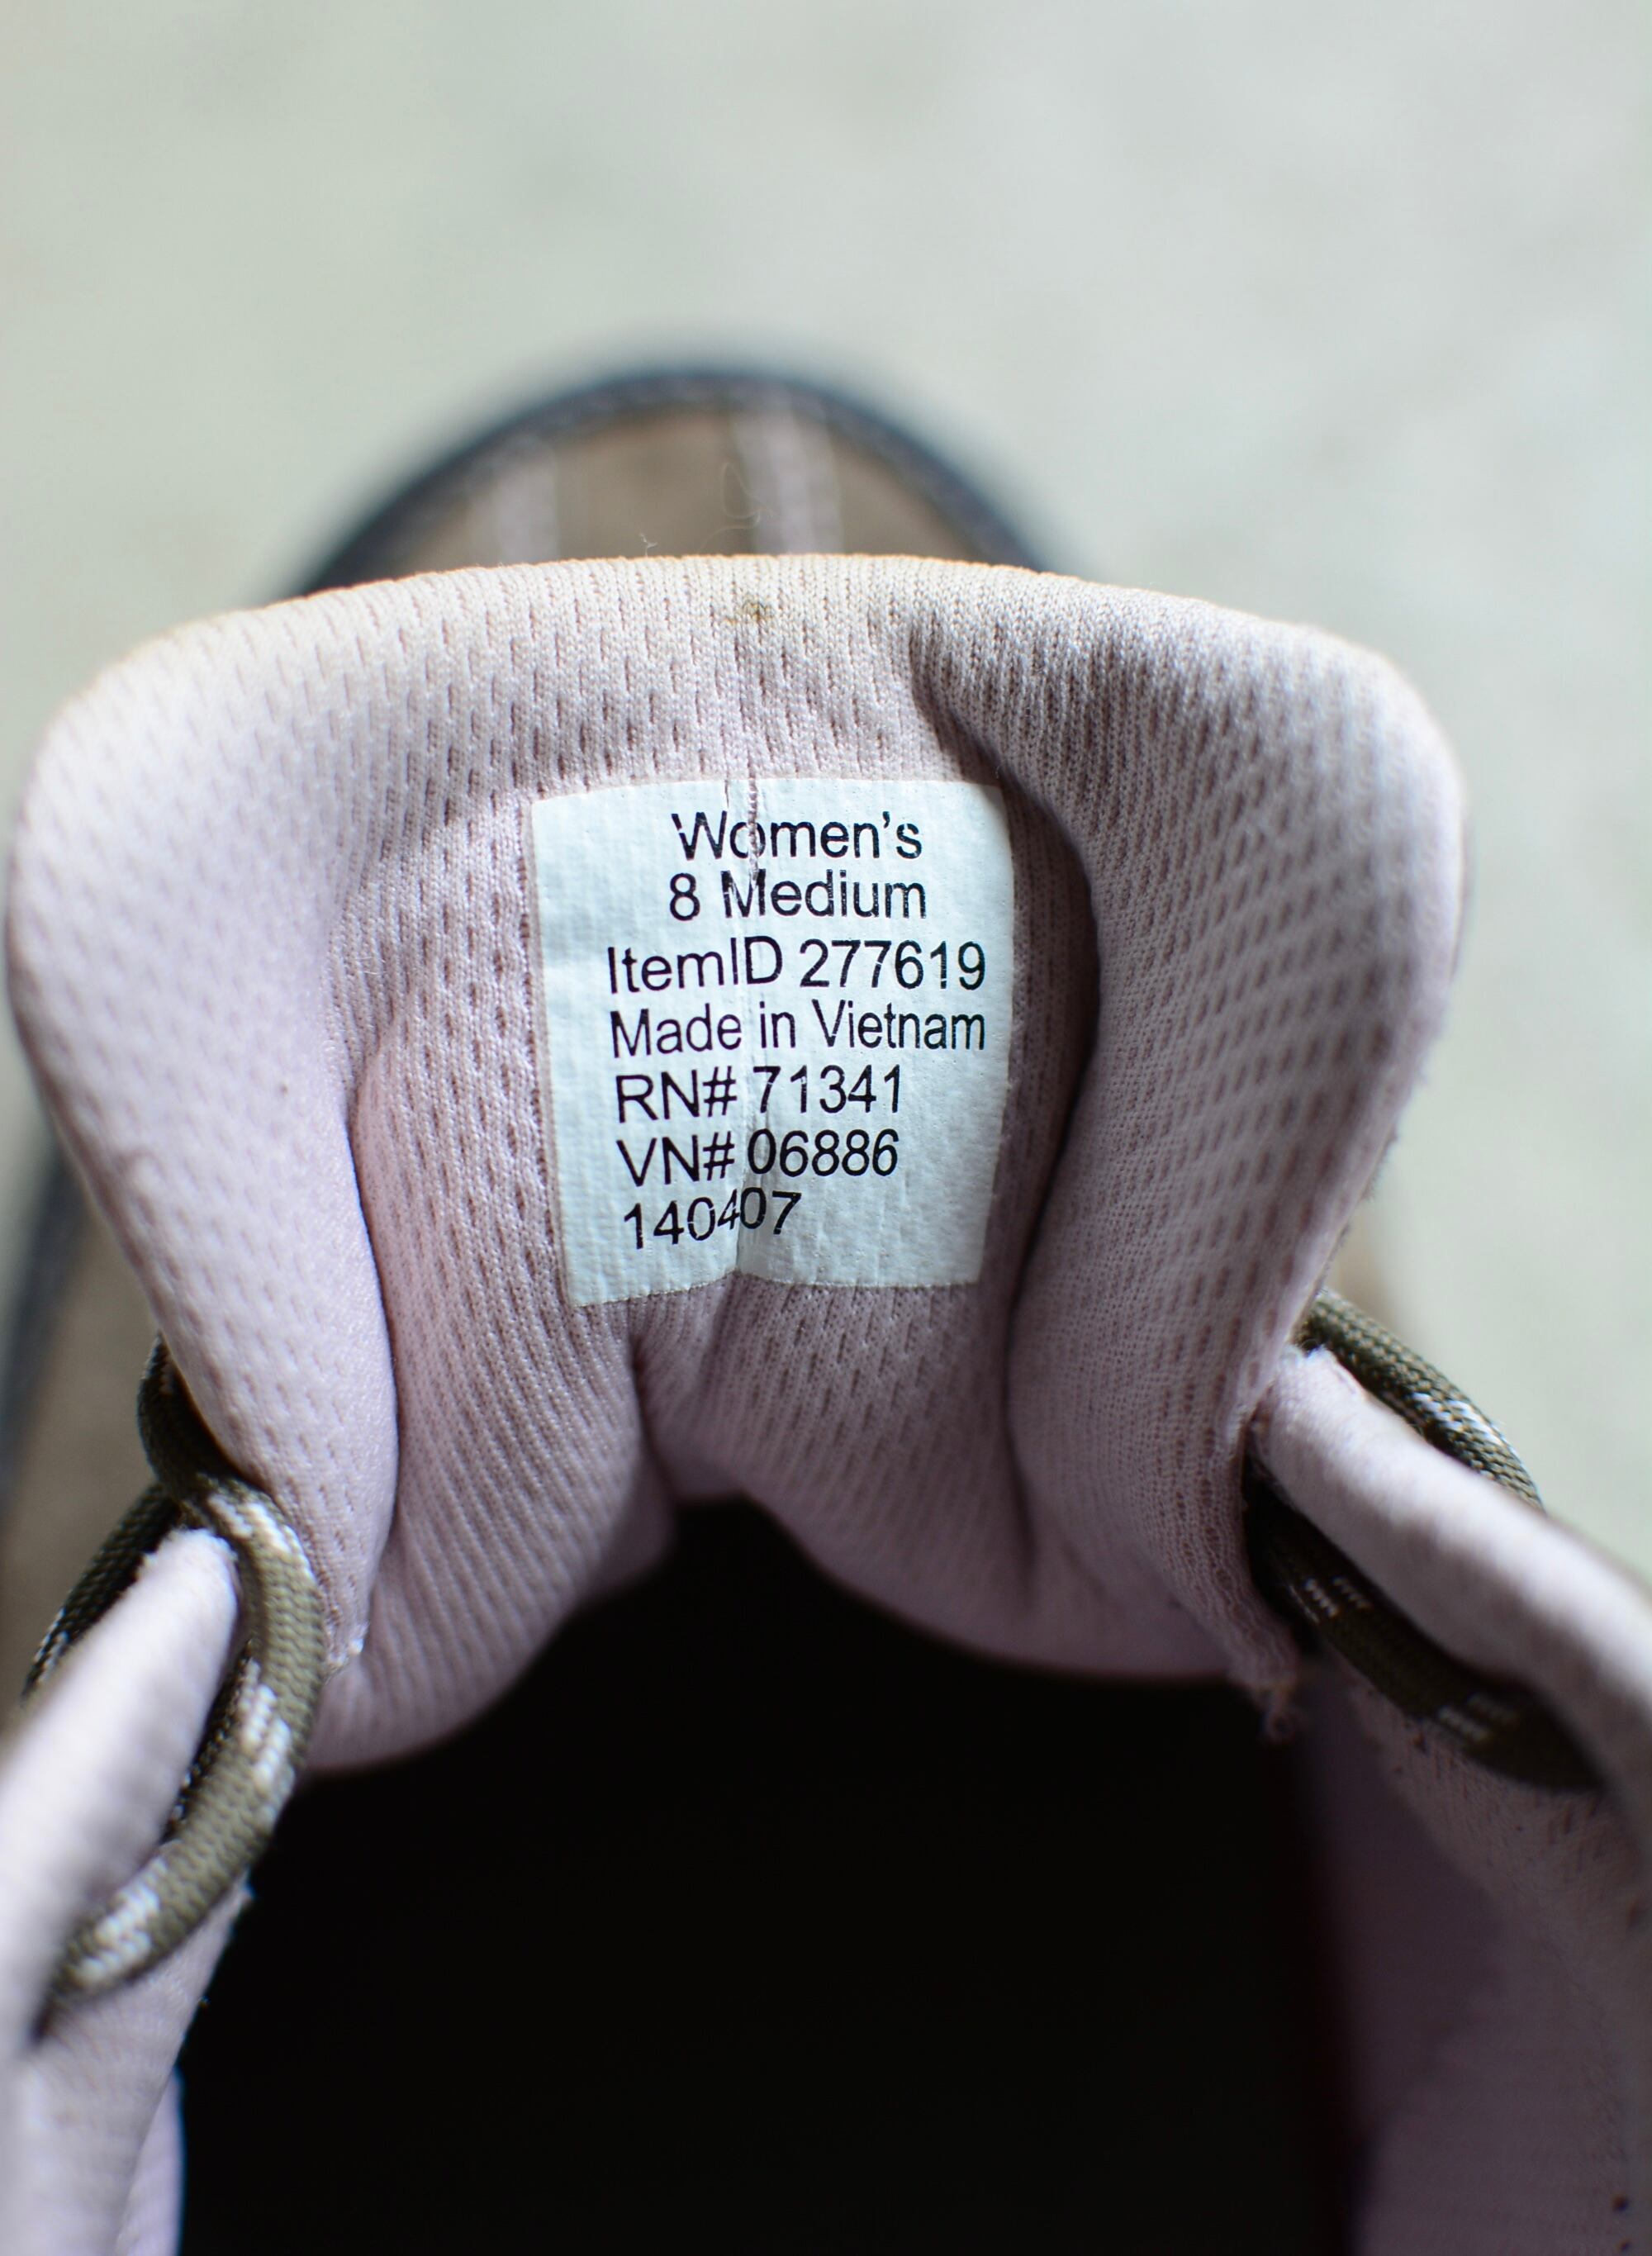 Women's
8 Medium
ItemID 277619
Made in Vietnam
RN# 71341
VN# 06886
140407